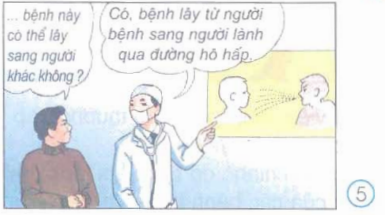 ... bệnh này
có thể lây
sang người
khác không ?
Có, bệnh lây từ người
bệnh sang người lành
qua đường hô hấp.
5